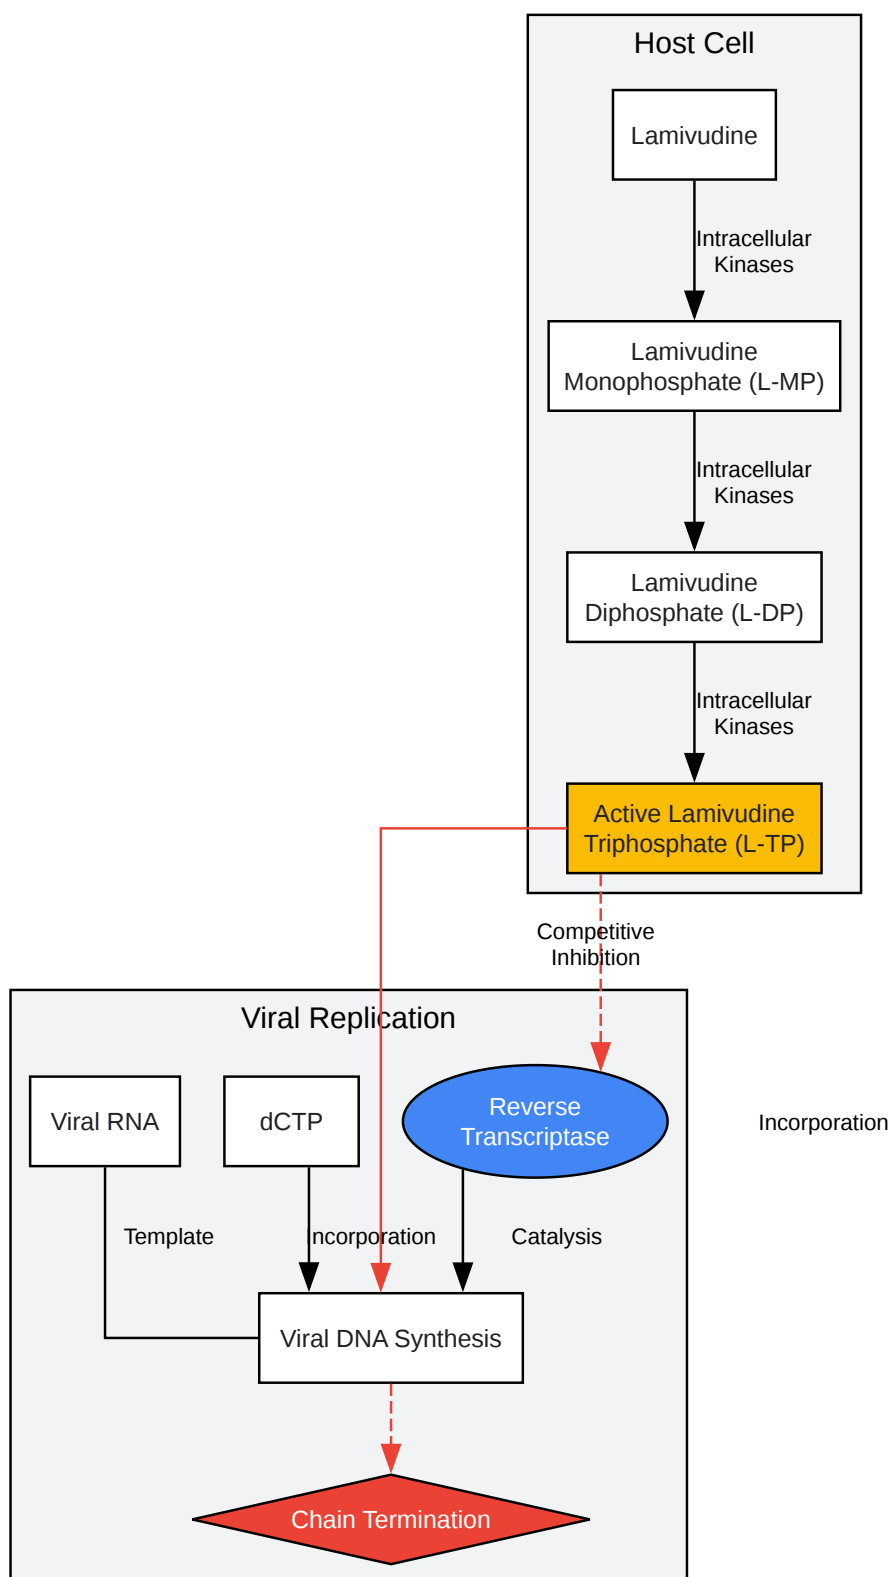 Host Cell
Lamivudine
Intracellular
Kinases
Lamivudine
Monophosphate (L-MP)
Intracellular
Kinases
Lamivudine
Diphosphate (L-DP)
Intracellular
Kinases
Active Lamivudine
Triphosphate (L-TP)
Competitive
Inhibition
Viral Replication
Viral RNA
dCTP
Reverse
Transcriptase
Incorporation
Template
Incorporation
Catalysis
Viral DNA Synthesis
Chain Termination